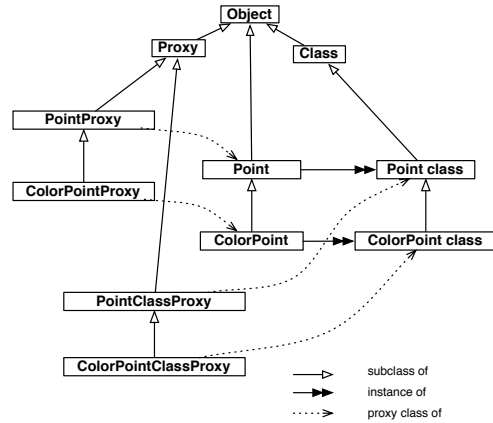 Object
Proxy
Class
PointProxy
Point
Point class
ColorPointProxy
ColorPoint
ColorPoint class
PointClassProxy
ColorPointClassProxy
subclass of
instance of
proxy class of